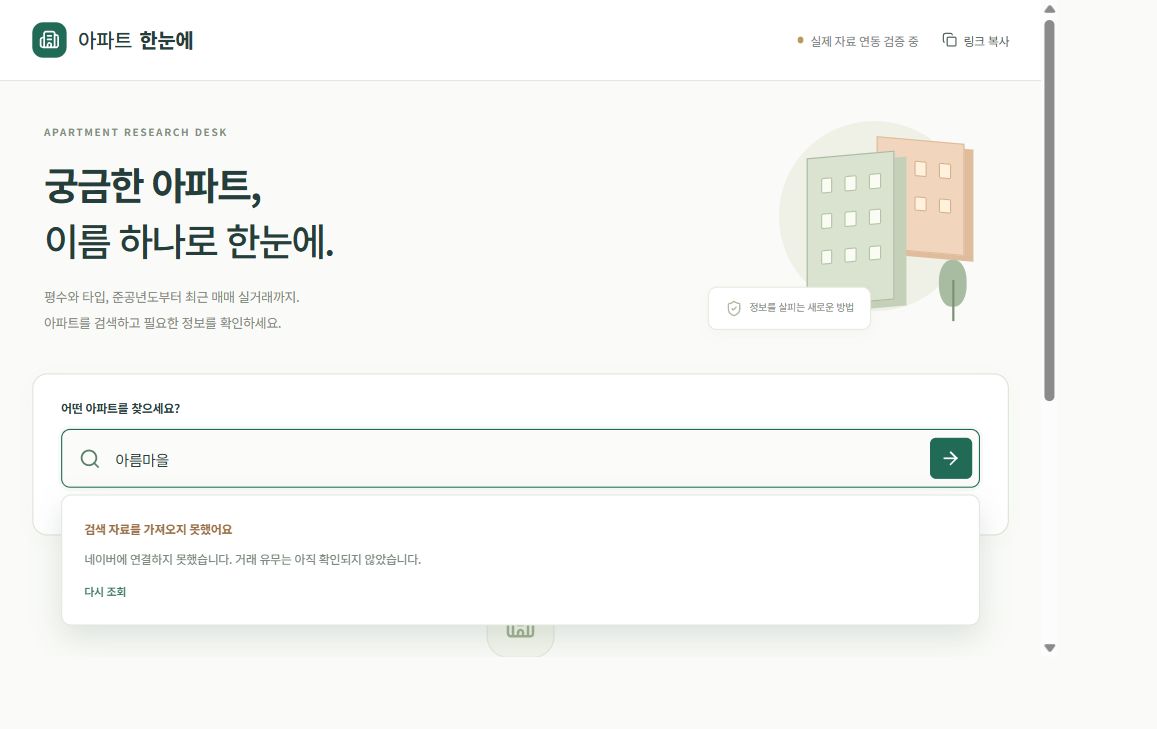 아파트 한눈에
실제 자료 연동 검증 중
링크 복사
APARTMENT RESEARCH DESK
궁금한 아파트,
이름 하나로 한눈에.
평수와 타입, 준공년도부터 최근 매매 실거래까지.
아파트를 검색하고 필요한 정보를 확인하세요.
정보를 살피는 새로운 방법
어떤 아파트를 찾으세요?
아름마을
검색 자료를 가져오지 못했어요
네이버에 연결하지 못했습니다. 거래 유무는 아직 확인되지 않았습니다.
다시 조회